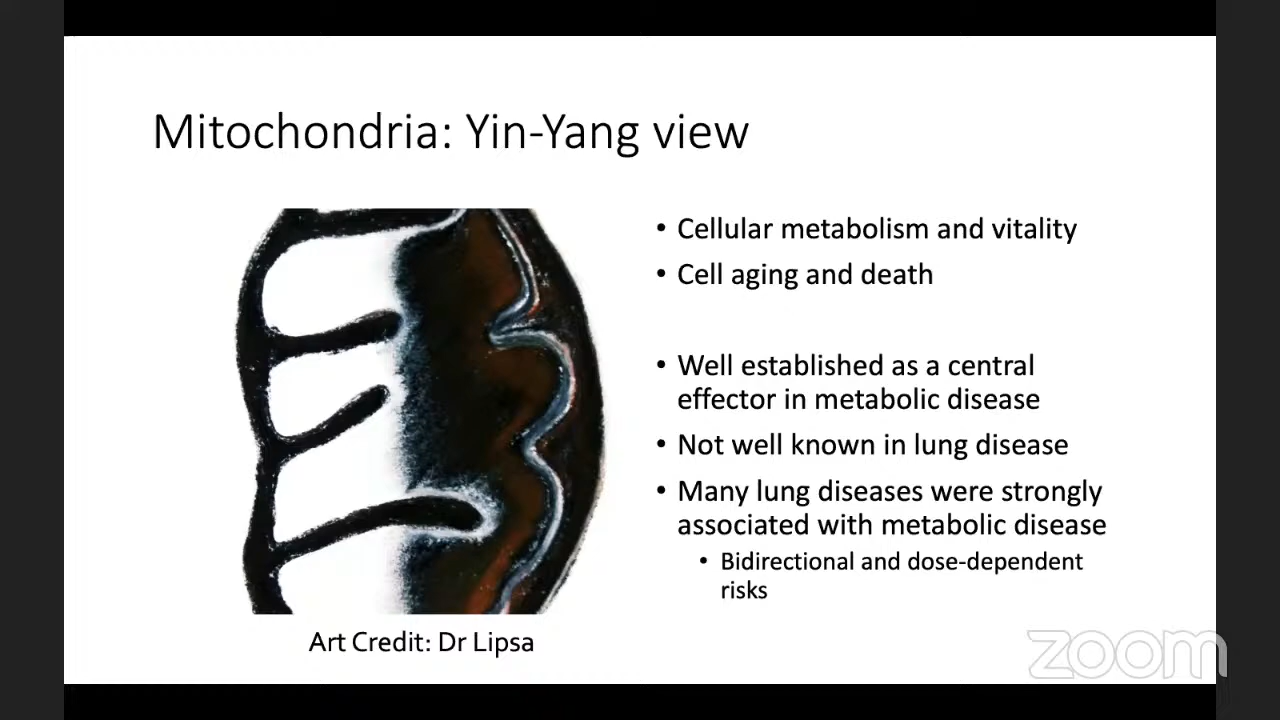 Mitochondria: Yin-Yang view
• Cellular metabolism and vitality
• Cell aging and death
• Well established as a central
effector in metabolic disease
• Not well known in lung disease
• Many lung diseases were strongly
associated with metabolic disease
• Bidirectional and dose-dependent
risks
Art Credit: Dr Lipsa
zoom